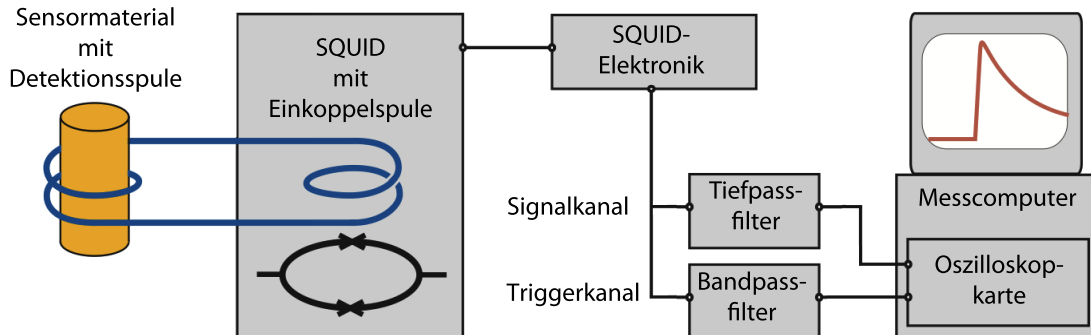 Sensormaterial
mit
Detektionsspule
SQUID
mit
Einkoppelspule
SQUID-
Elektronik
Signalkanal
Tiefpass-
filter
Triggerkanal
Bandpass-
filter
Messcomputer
Oszilloskop-
karte